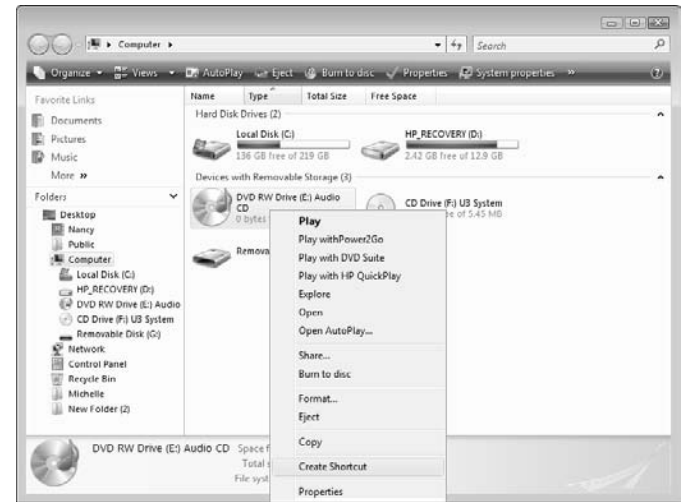 Computer
Search
Organize Views AutoPlay Eject Burn to disc Properties System properties »
Favorite Links
Documents
Pictures
Music
More »
Folders
Desktop
Nancy
Public
Computer
Local Disk (C:)
HP_RECOVERY (D:)
DVD RW Drive (E:) Audio
CD Drive (F:) U3 System
Removable Disk (G:)
Network
Control Panel
Recycle Bin
Michelle
New Folder (2)
Name Type Total Size Free Space
Hard Disk Drives (2)
Local Disk (C:)
136 GB free of 219 GB
HP_RECOVERY (D:)
2.42 GB free of 12.9 GB
Devices with Removable Storage (3)
DVD RW Drive (E:) Audio
CD
0 bytes
CD Drive (F:) U3 System
e of 5.45 MB
Remova
Play
Play withPower2Go
Play with DVD Suite
Play with HP QuickPlay
Explore
Open
Open AutoPlay...
Share...
Burn to disc
Format...
Eject
Copy
Create Shortcut
Properties
DVD RW Drive (E:) Audio CD
Space f
Total s
File syst